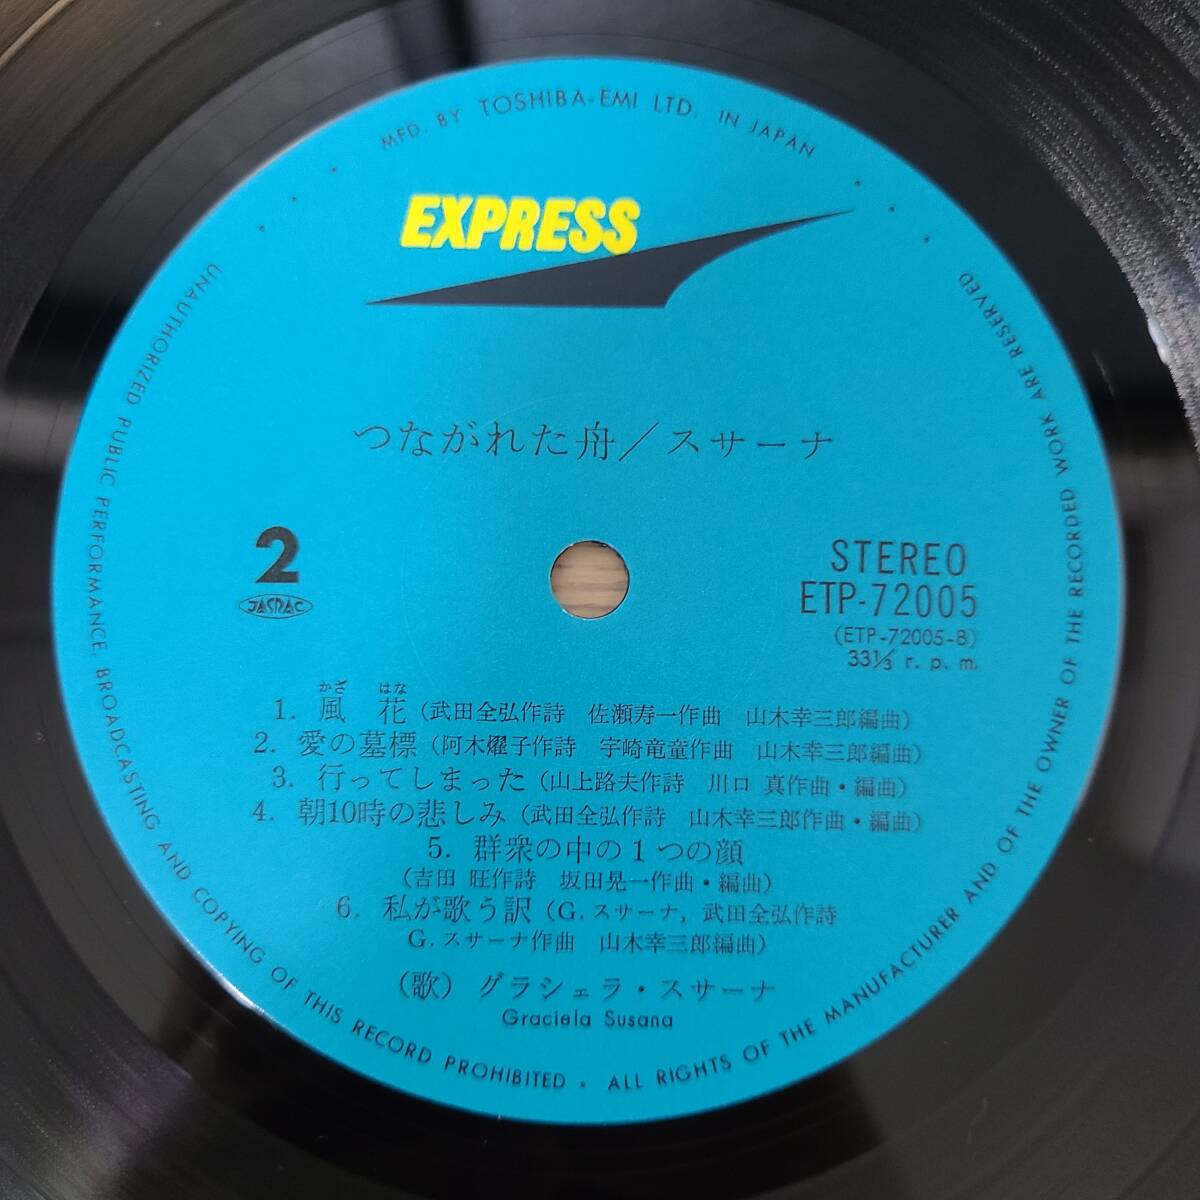 MFD. BY TOSHIBA-EMI LTD. IN JAPAN
EXPRESS
つながれた舟/スサーナ
2
JASRAC
STEREO
ETP-72005
(ETP-72005-B)
33⅓ r. p. m.
かざ はな
1. 風 花 (武田全弘作詩 佐瀬寿一作曲 山木幸三郎編曲)
2. 愛の墓標 (阿木燿子作詩 宇崎竜童作曲 山木幸三郎編曲)
3. 行ってしまった (山上路夫作詩 川口 真作曲・編曲)
4. 朝10時の悲しみ (武田全弘作詩 山木幸三郎作曲・編曲)
5. 群衆の中の1つの顔
(吉田 旺作詩 坂田晃一作曲・編曲)
6. 私が歌う訳 (G. スサーナ, 武田全弘作詩
G. スサーナ作曲 山木幸三郎編曲)
(歌) グラシェラ・スサーナ
Graciela Susana
UNAUTHORIZED PUBLIC PERFORMANCE, BROADCASTING AND COPYING OF THIS RECORD PROHIBITED • ALL RIGHTS OF THE MANUFACTURER AND OF THE OWNER OF THE RECORDED WORK ARE RESERVED